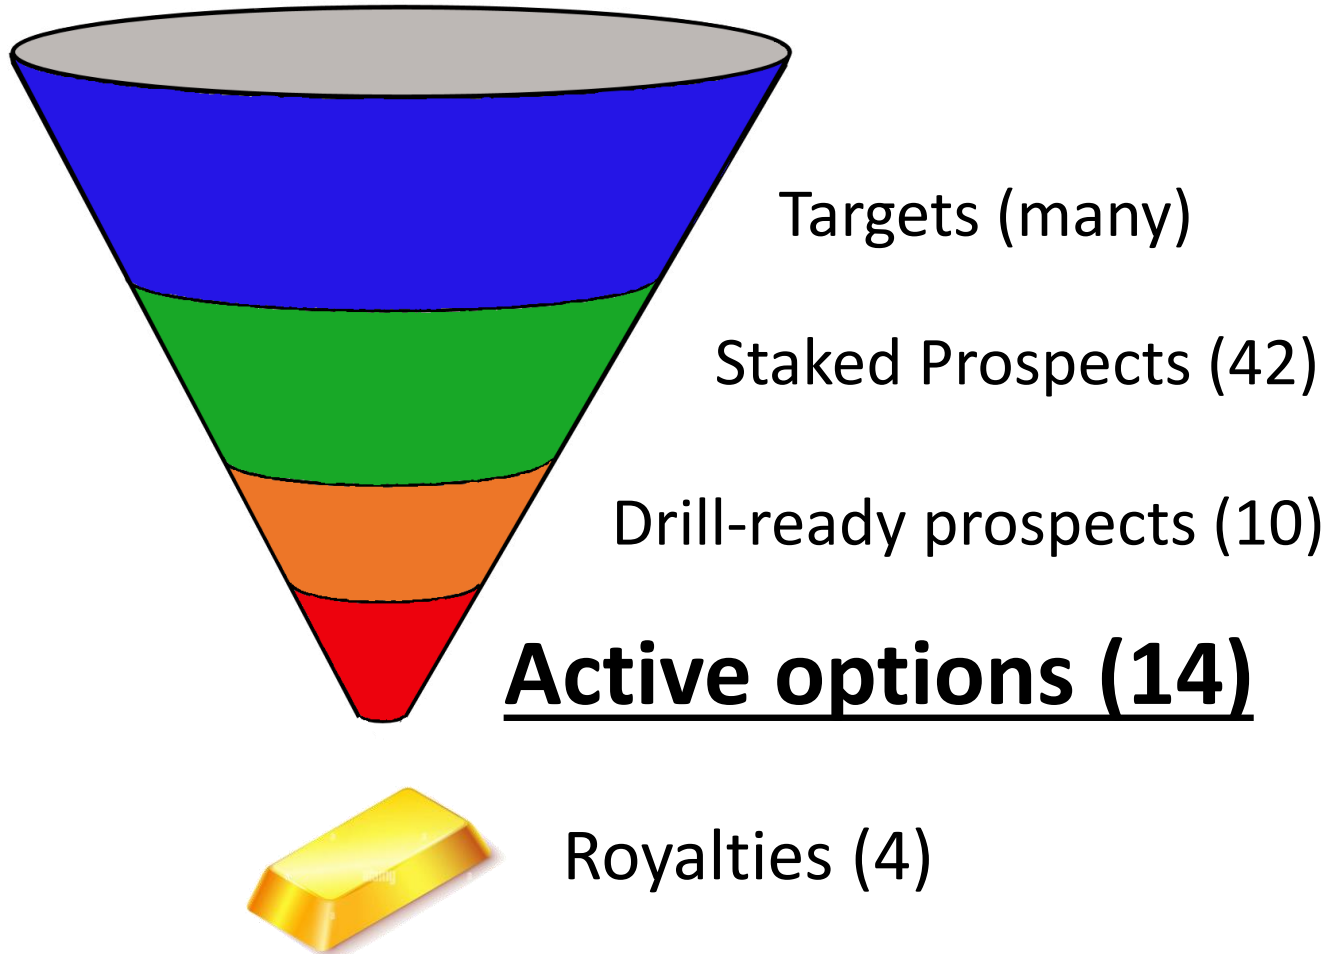 Targets (many)
Staked Prospects (42)
Drill-ready prospects (10)
Active options (14)
Royalties (4)